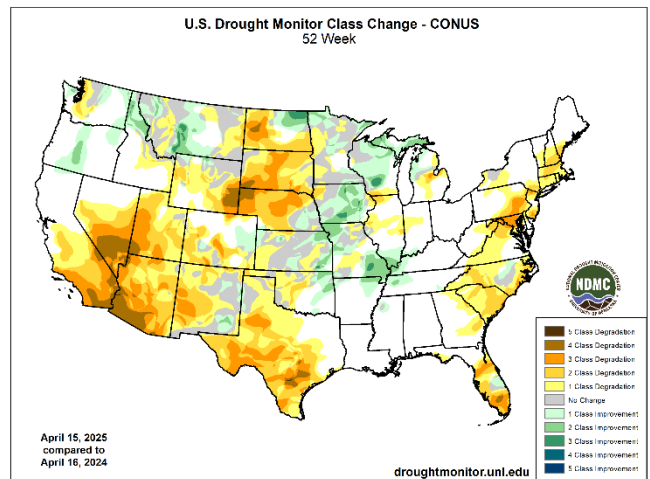 U.S. Drought Monitor Class Change - CONUS
52 Week
NDMC
5 Class Degradation
4 Class Degradation
3 Class Degradation
2 Class Degradation
1 Class Degradation
No Change
1 Class Improvement
2 Class Improvement
3 Class Improvement
4 Class Improvement
5 Class Improvement
April 15, 2025
compared to
April 16, 2024
droughtmonitor.unl.edu